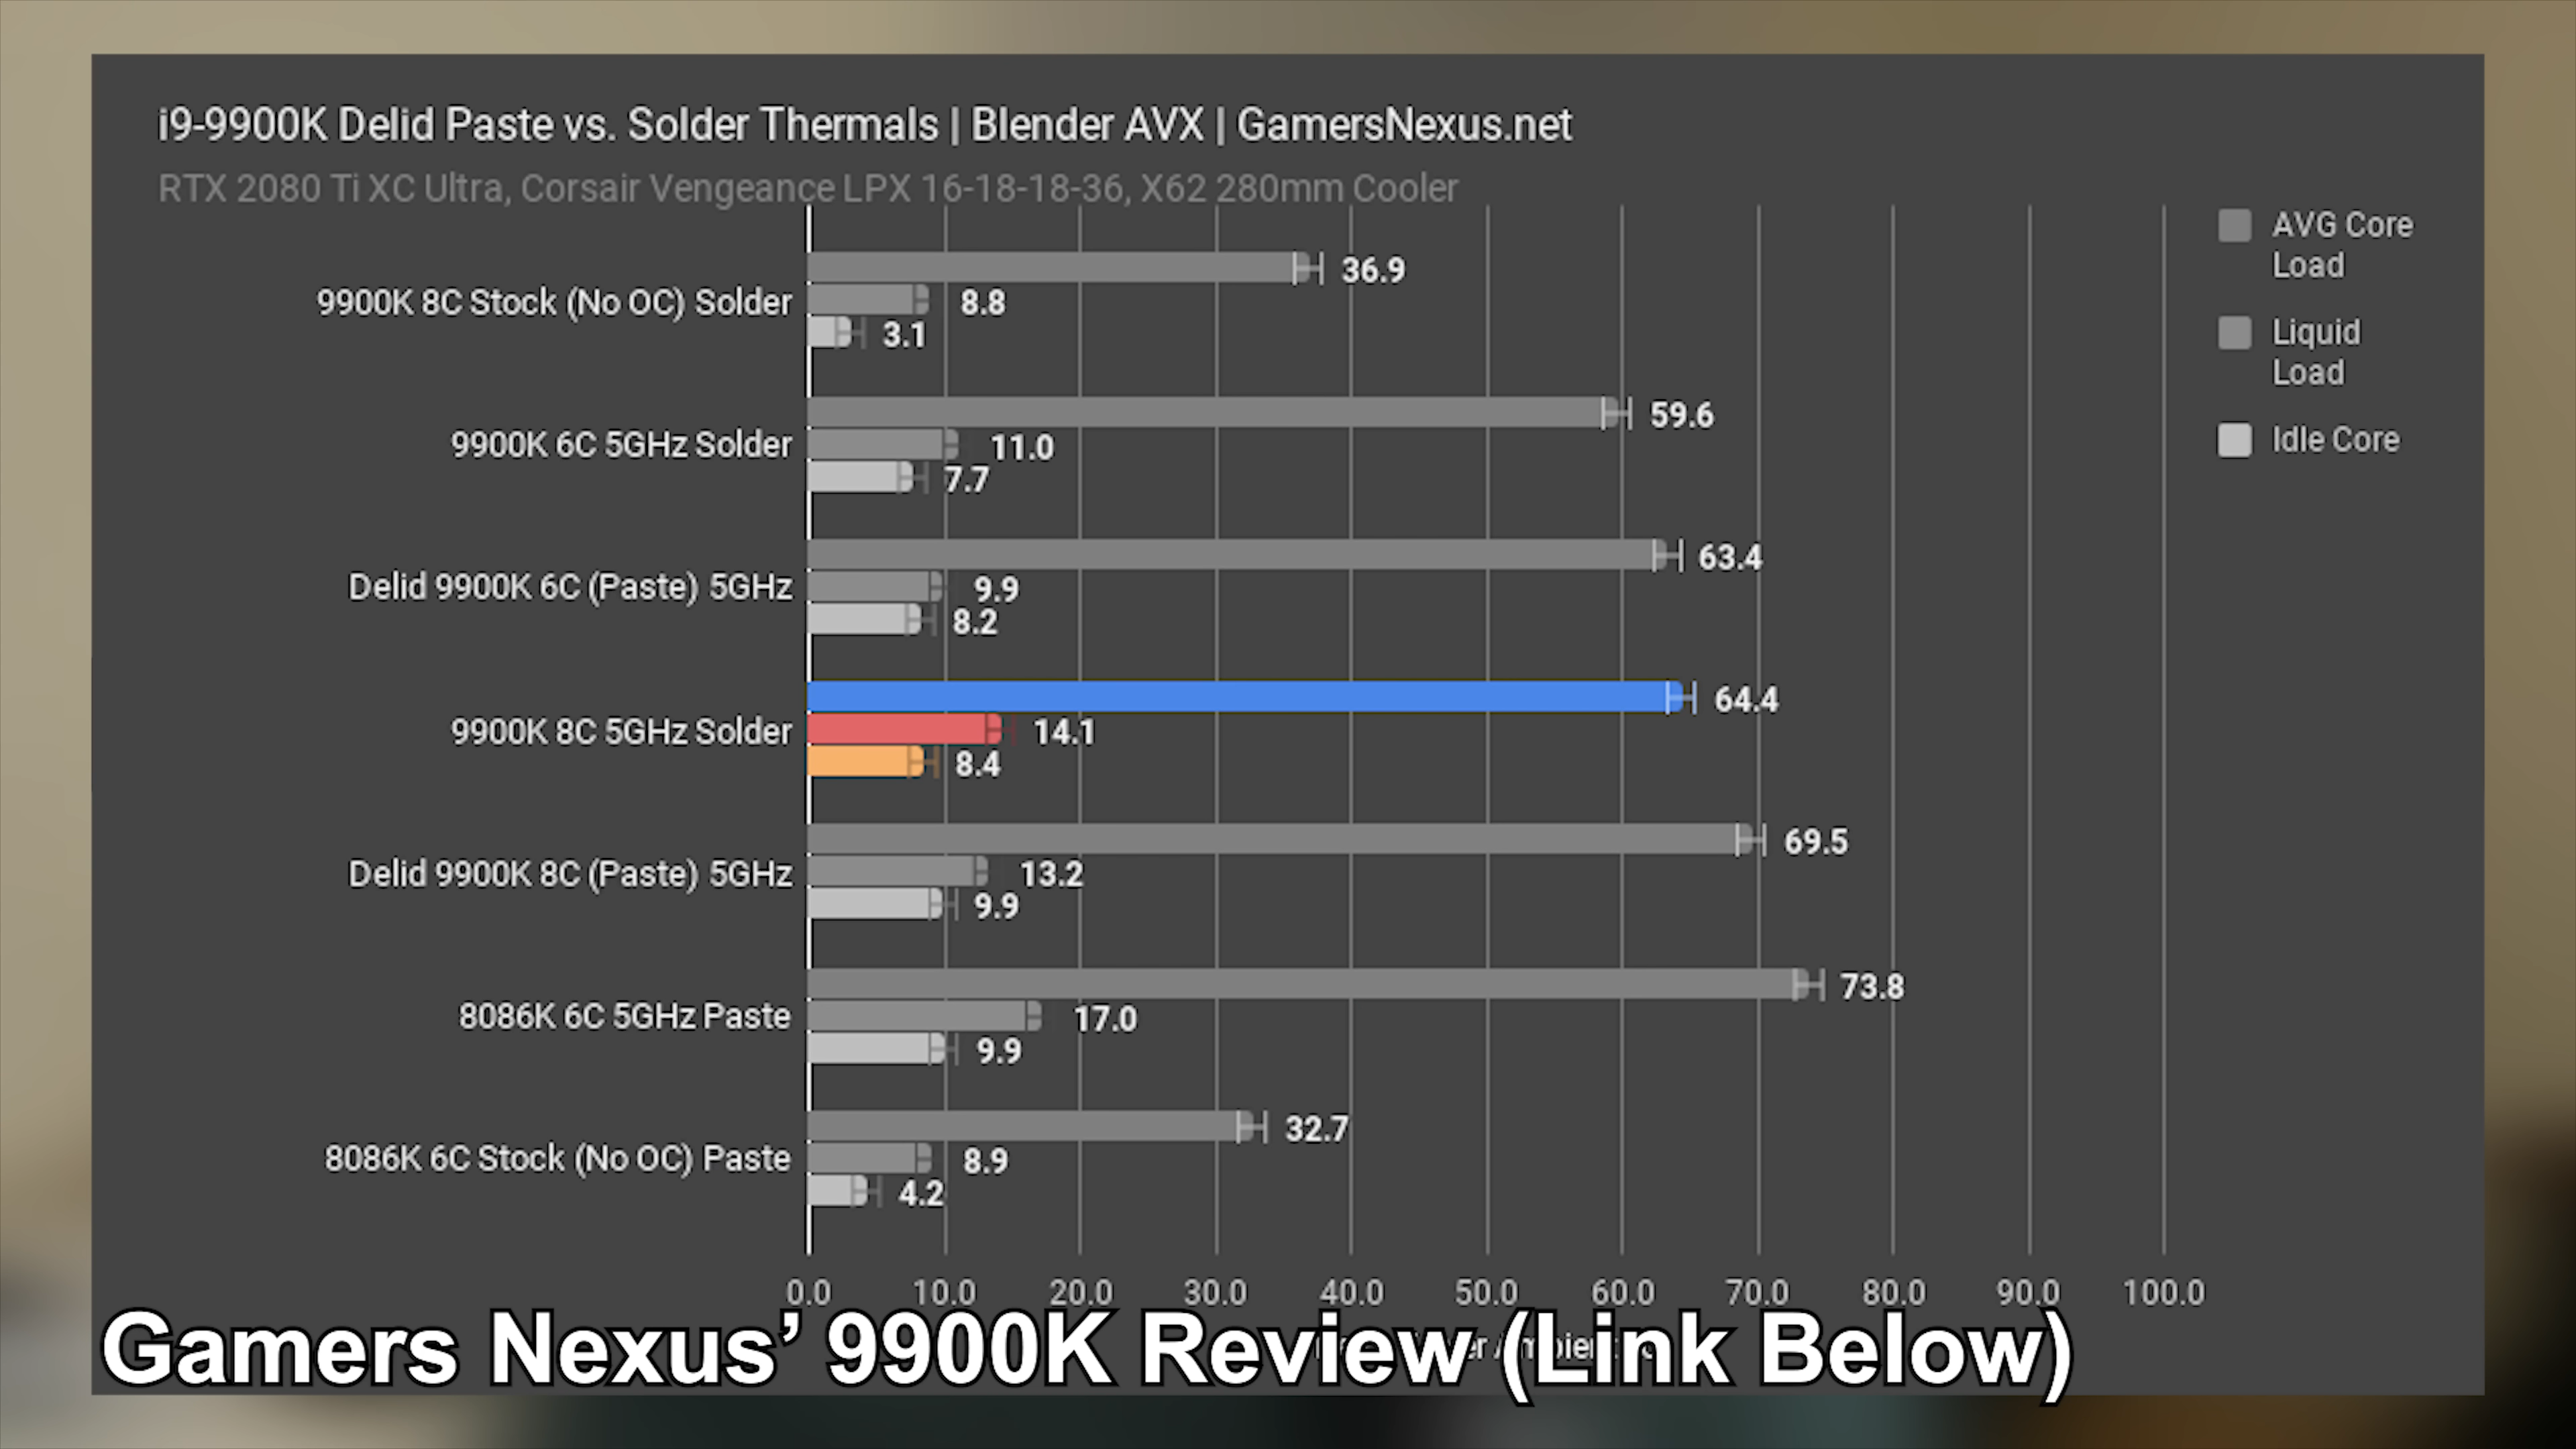 i9-9900K Delid Paste vs. Solder Thermals | Blender AVX | GamersNexus.net
RTX 2080 Ti XC Ultra, Corsair Vengeance LPX 16-18-18-36, X62 280mm Cooler
AVG Core
Load
Liquid
Load
Idle Core
9900K 8C Stock (No OC) Solder
36.9
8.8
3.1
9900K 6C 5GHz Solder
59.6
11.0
7.7
Delid 9900K 6C (Paste) 5GHz
63.4
9.9
8.2
9900K 8C 5GHz Solder
64.4
14.1
8.4
Delid 9900K 8C (Paste) 5GHz
69.5
13.2
9.9
8086K 6C 5GHz Paste
73.8
17.0
9.9
8086K 6C Stock (No OC) Paste
32.7
8.9
4.2
0.0 10.0 20.0 30.0 40.0 50.0 60.0 70.0 80.0 90.0 100.0
Gamers Nexus’ 9900K Review (Link Below)